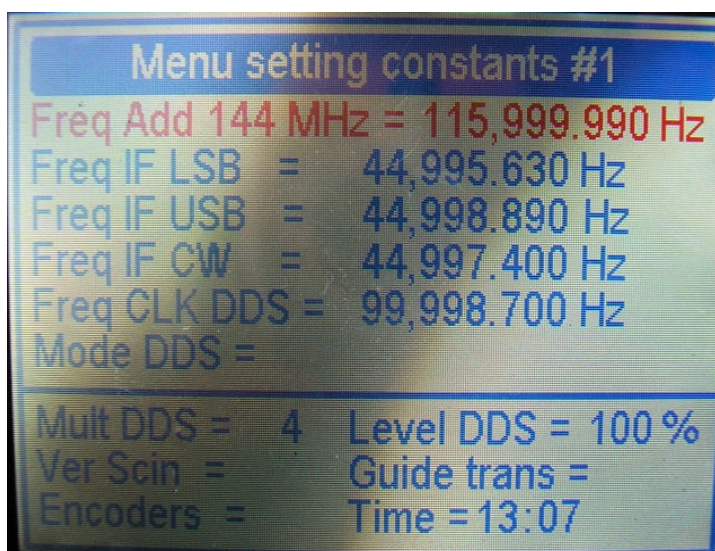 Menu setting constants #1
Freq Add 144 MHz = 115,999.990 Hz
Freq IF LSB = 44,995.630 Hz
Freq IF USB = 44,998.890 Hz
Freq IF CW = 44,997.400 Hz
Freq CLK DDS = 99,998.700 Hz
Mode DDS =
Mult DDS = 4 Level DDS = 100 %
Ver Scin = Guide trans =
Encoders = Time = 13:07